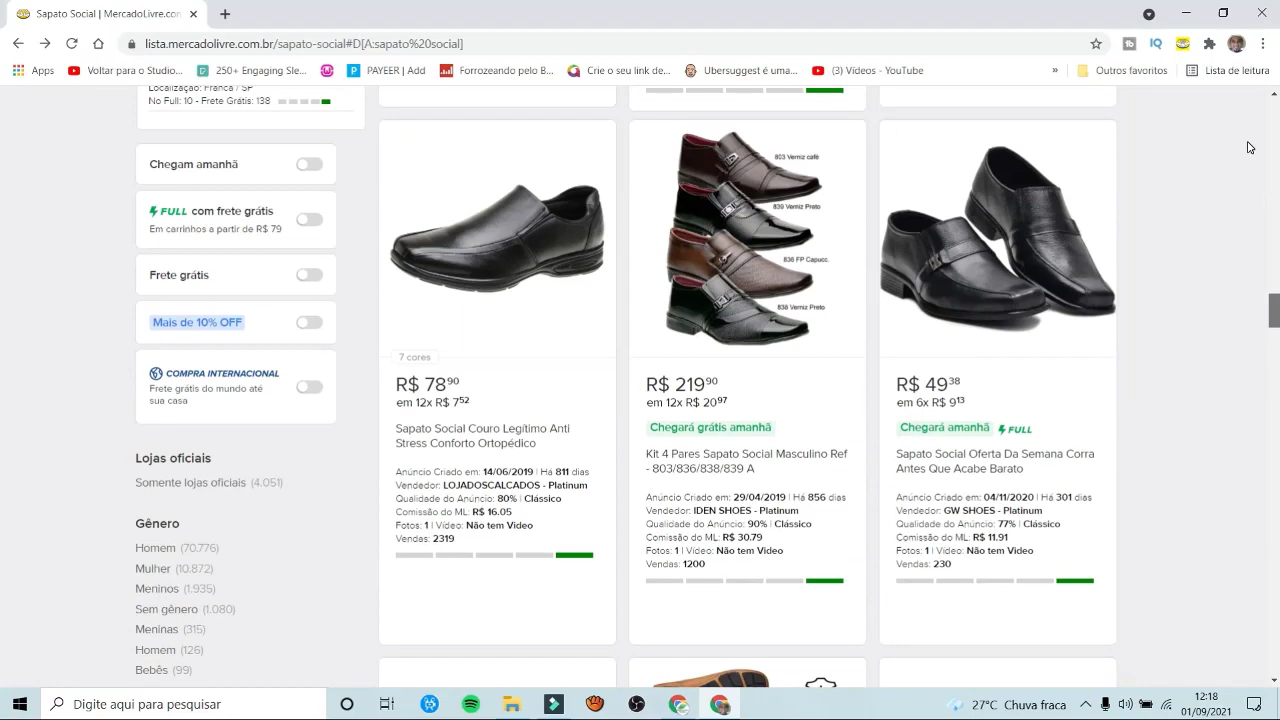 Sapato Social | MercadoLivre.com
lista.mercadolivre.com.br/sapato-social#D[A:sapato%20social]
IQ
Apps
Voltar para o Studio...
250+ Engaging Sle...
PAYEER | Add
Forrozeando pelo B...
Crie o seu link de...
Ubersuggest é uma...
(3) Vídeos - YouTube
»
Outros favoritos
Lista de leitura
Localização: Franca / SP
No Full: 10 - Frete Grátis: 138
Chegam amanhã
FULL com frete grátis
Em carrinhos a partir de R$ 79
Frete grátis
Mais de 10% OFF
COMPRA INTERNACIONAL
Frete grátis do mundo até
sua casa
Lojas oficiais
Somente lojas oficiais (4.051)
Gênero
Homem (70.776)
Mulher (10.872)
Meninos (1.935)
Sem gênero (1.080)
Meninas (315)
Homem (126)
Bebês (99)
7 cores
R$ 78 90
em 12x R$ 7 52
Sapato Social Couro Legítimo Anti
Stress Conforto Ortopédico
Anúncio Criado em: 14/06/2019 | Há 811 dias
Vendedor: LOJADOSCALCADOS - Platinum
Qualidade do Anúncio: 80% | Clássico
Comissão do ML: R$ 16.05
Fotos: 1 | Vídeo: Não tem Video
Vendas: 2319
803 Verniz café
839 Verniz Preto
836 FP Capucc.
838 Verniz Preto
R$ 219 90
em 12x R$ 20 97
Chegará grátis amanhã
Kit 4 Pares Sapato Social Masculino Ref
- 803/836/838/839 A
Anúncio Criado em: 29/04/2019 | Há 856 dias
Vendedor: IDEN SHOES - Platinum
Qualidade do Anúncio: 90% | Clássico
Comissão do ML: R$ 30.79
Fotos: 1 | Vídeo: Não tem Video
Vendas: 1200
R$ 49 38
em 6x R$ 9 13
Chegará amanhã FULL
Sapato Social Oferta Da Semana Corra
Antes Que Acabe Barato
Anúncio Criado em: 04/11/2020 | Há 301 dias
Vendedor: GW SHOES - Platinum
Qualidade do Anúncio: 77% | Clássico
Comissão do ML: R$ 11.91
Fotos: 1 | Vídeo: Não tem Video
Vendas: 230
Digite aqui para pesquisar
27°C Chuva fraca
12:18
01/09/2021